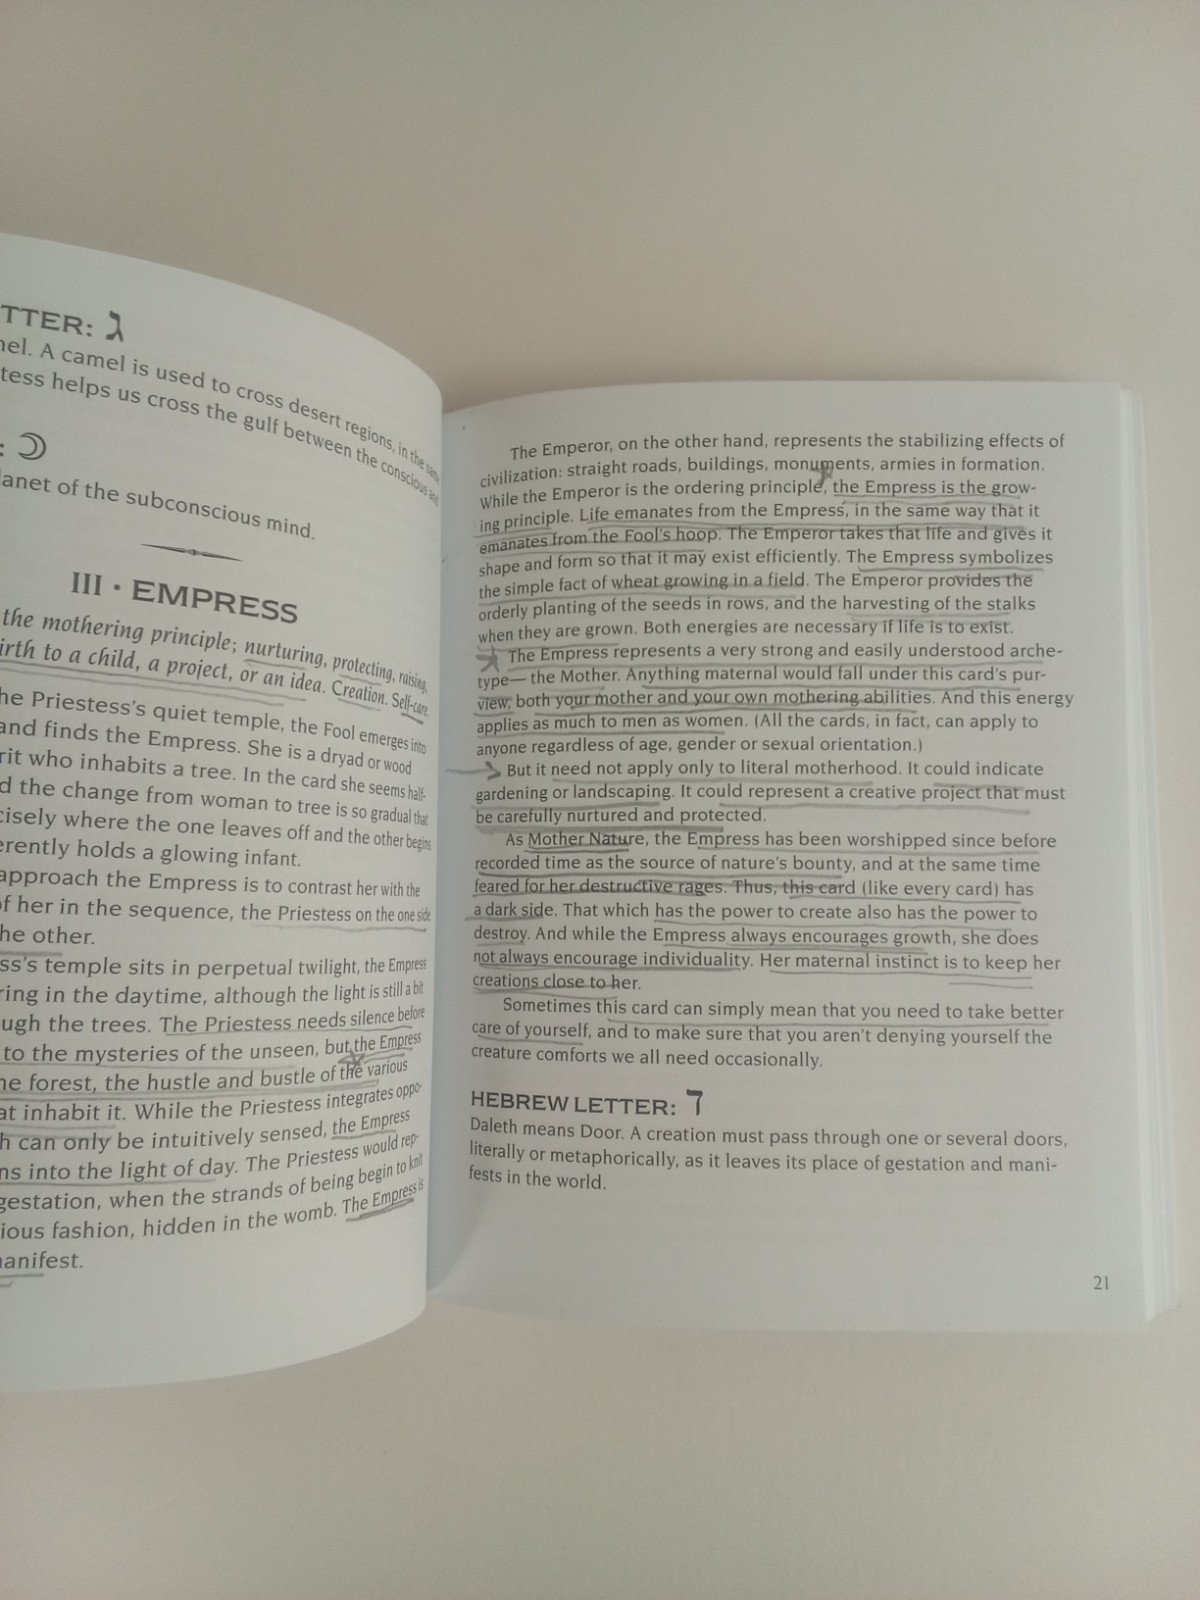 TTER: ג
nel. A camel is used to cross desert regions, in the same
tess helps us cross the gulf between the conscious and
: ☽
lanet of the subconscious mind.
III • EMPRESS
the mothering principle; nurturing, protecting, raising,
irth to a child, a project, or an idea. Creation. Self-care.
he Priestess's quiet temple, the Fool emerges into
and finds the Empress. She is a dryad or wood
rit who inhabits a tree. In the card she seems half-
d the change from woman to tree is so gradual that
cisely where the one leaves off and the other begins.
erently holds a glowing infant.
approach the Empress is to contrast her with the
of her in the sequence, the Priestess on the one side
he other.
ss's temple sits in perpetual twilight, the Empress
ring in the daytime, although the light is still a bit
ugh the trees. The Priestess needs silence before
to the mysteries of the unseen, but the Empress
ne forest, the hustle and bustle of the various
at inhabit it. While the Priestess integrates oppo-
h can only be intuitively sensed, the Empress
ns into the light of day. The Priestess would rep-
gestation, when the strands of being begin to knit
ious fashion, hidden in the womb. The Empress is
manifest.
The Emperor, on the other hand, represents the stabilizing effects of
civilization: straight roads, buildings, monuments, armies in formation.
While the Emperor is the ordering principle, the Empress is the grow-
ing principle. Life emanates from the Empress, in the same way that it
emanates from the Fool's hoop. The Emperor takes that life and gives it
shape and form so that it may exist efficiently. The Empress symbolizes
the simple fact of wheat growing in a field. The Emperor provides the
orderly planting of the seeds in rows, and the harvesting of the stalks
when they are grown. Both energies are necessary if life is to exist.
The Empress represents a very strong and easily understood arche-
type— the Mother. Anything maternal would fall under this card's pur-
view, both your mother and your own mothering abilities. And this energy
applies as much to men as women. (All the cards, in fact, can apply to
anyone regardless of age, gender or sexual orientation.)
But it need not apply only to literal motherhood. It could indicate
gardening or landscaping. It could represent a creative project that must
be carefully nurtured and protected.
As Mother Nature, the Empress has been worshipped since before
recorded time as the source of nature's bounty, and at the same time
feared for her destructive rages. Thus, this card (like every card) has
a dark side. That which has the power to create also has the power to
destroy. And while the Empress always encourages growth, she does
not always encourage individuality. Her maternal instinct is to keep her
creations close to her.
Sometimes this card can simply mean that you need to take better
care of yourself, and to make sure that you aren't denying yourself the
creature comforts we all need occasionally.
HEBREW LETTER: ד
Daleth means Door. A creation must pass through one or several doors,
literally or metaphorically, as it leaves its place of gestation and mani-
fests in the world.
21